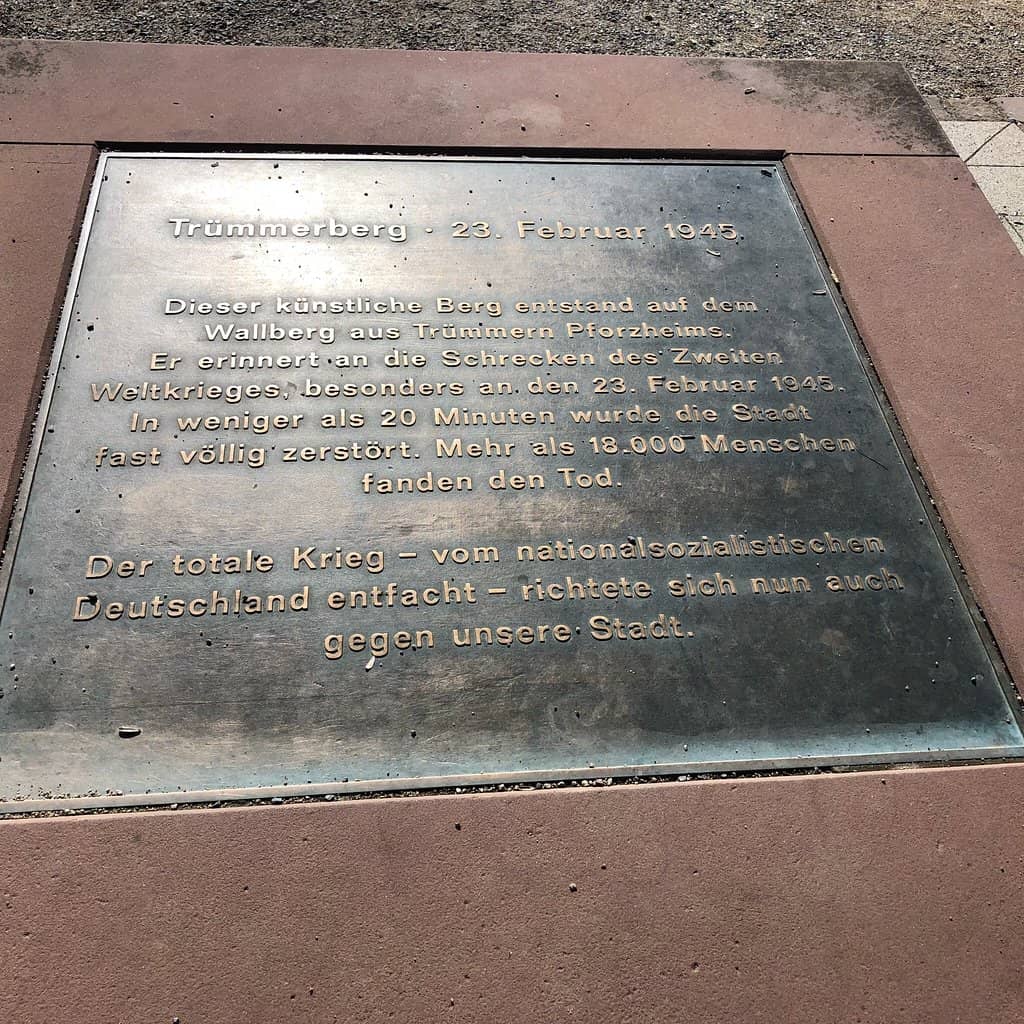 Trümmerberg · 23. Februar 1945
Dieser künstliche Berg entstand auf dem
Wallberg aus Trümmern Pforzheims.
Er erinnert an die Schrecken des Zweiten
Weltkrieges, besonders an den 23. Februar 1945.
In weniger als 20 Minuten wurde die Stadt
fast völlig zerstört. Mehr als 18.000 Menschen
fanden den Tod.
Der totale Krieg – vom nationalsozialistischen
Deutschland entfacht – richtete sich nun auch
gegen unsere Stadt.